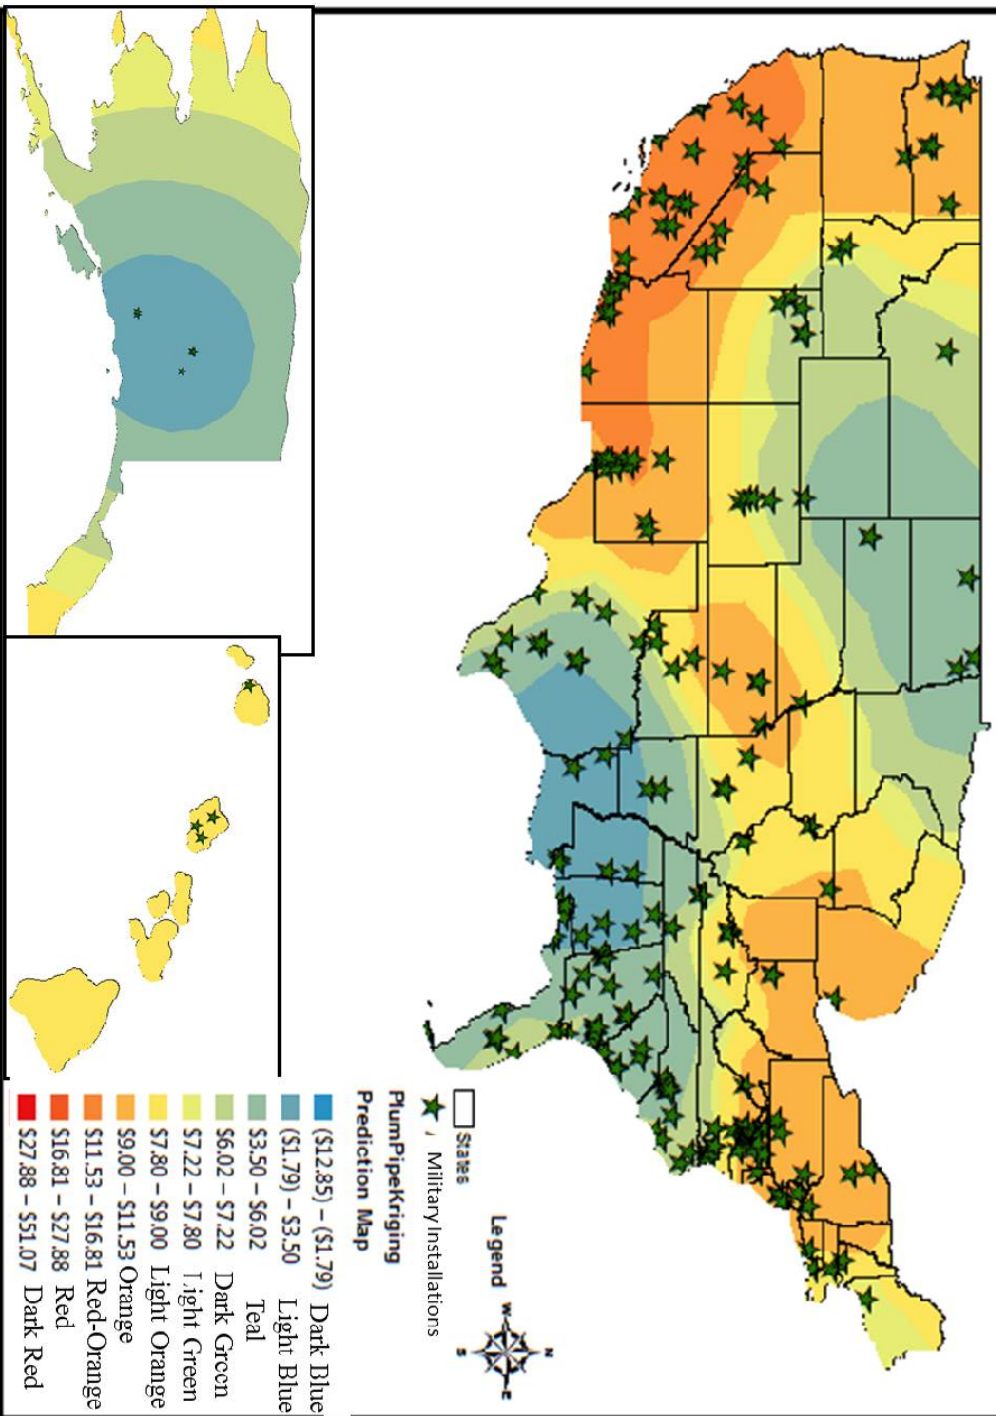 Legend
W N E S
States
, Military Installations
PlumPipeKriging
Prediction Map
($12.85) – ($1.79) Dark Blue
($1.79) – $3.50 Light Blue
$3.50 – $6.02 Teal
$6.02 – $7.22 Dark Green
$7.22 – $7.80 Light Green
$7.80 – $9.00 Light Orange
$9.00 – $11.53 Orange
$11.53 – $16.81 Red-Orange
$16.81 – $27.88 Red
$27.88 – $51.07 Dark Red